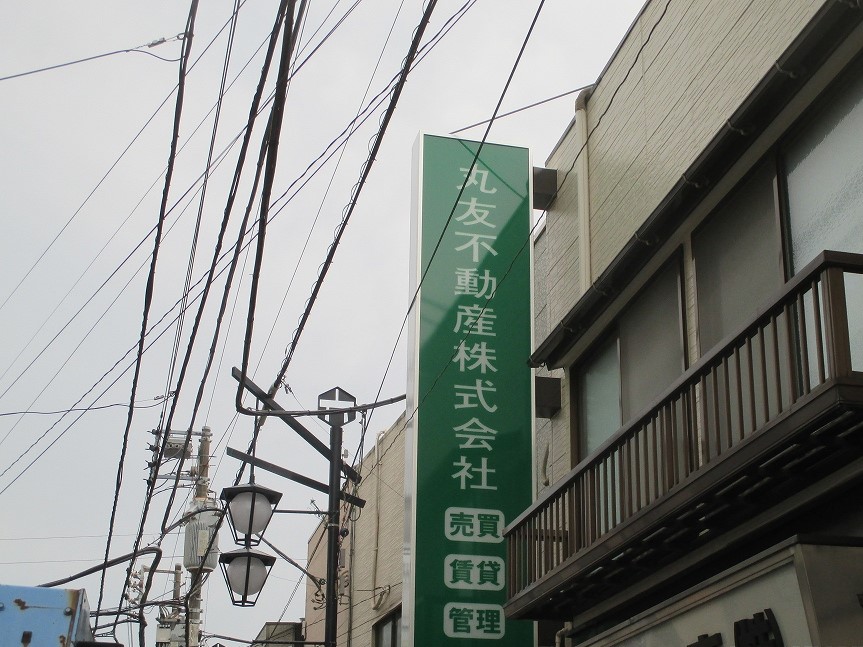 丸友不動産株式会社
売買
賃貸
管理